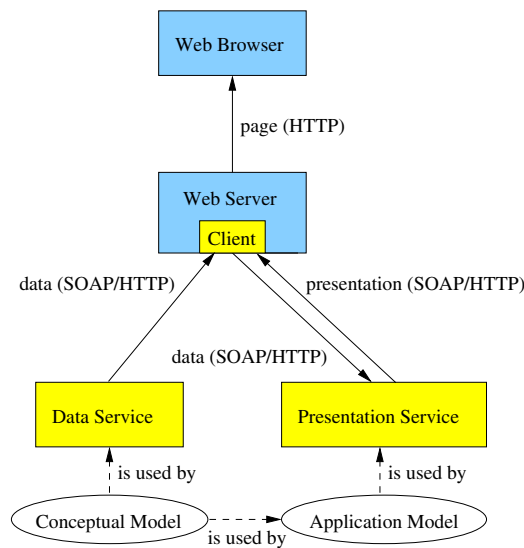 Web Browser
page (HTTP)
Web Server
Client
data (SOAP/HTTP)
presentation (SOAP/HTTP)
data (SOAP/HTTP)
Data Service
Presentation Service
is used by
is used by
Conceptual Model
Application Model
is used by